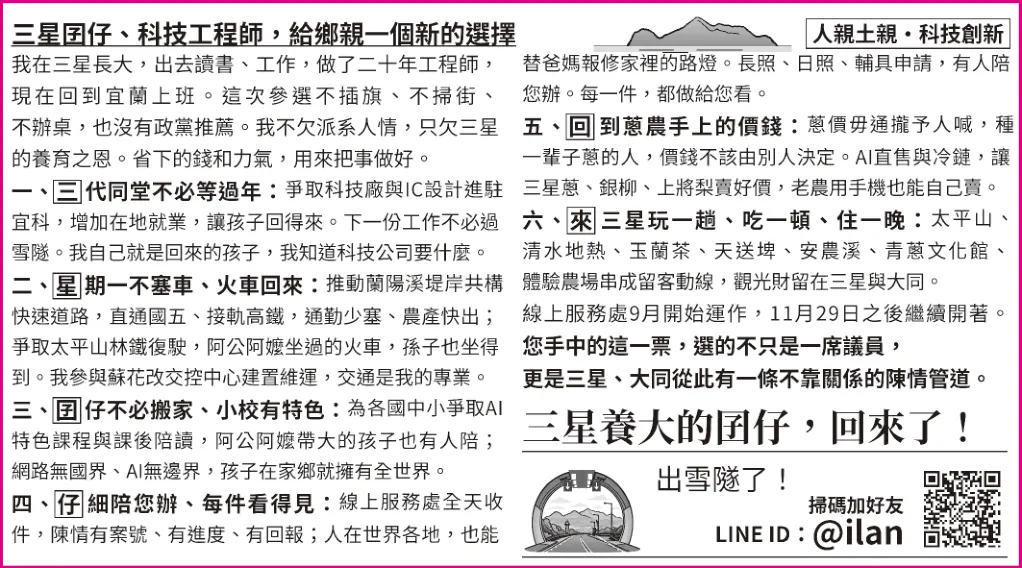 三星囝仔、科技工程師，給鄉親一個新的選擇
我在三星長大，出去讀書、工作，做了二十年工程師，
現在回到宜蘭上班。這次參選不插旗、不掃街、
不辦桌，也沒有政黨推薦。我不欠派系人情，只欠三星
的養育之恩。省下的錢和力氣，用來把事做好。
一、三代同堂不必等過年：爭取科技廠與IC設計進駐
宜科，增加在地就業，讓孩子回得來。下一份工作不必過
雪隧。我自己就是回來的孩子，我知道科技公司要什麼。
二、星期一不塞車、火車回來：推動蘭陽溪堤岸共構
快速道路，直通國五、接軌高鐵，通勤少塞、農產快出；
爭取太平山林鐵復駛，阿公阿嬤坐過的火車，孫子也坐得
到。我參與蘇花改交控中心建置維運，交通是我的專業。
三、囝仔不必搬家、小校有特色：為各國中小爭取AI
特色課程與課後陪讀，阿公阿嬤帶大的孩子也有人陪；
網路無國界、AI無邊界，孩子在家鄉就擁有全世界。
四、仔細陪您辦、每件看得見：線上服務處全天收
件，陳情有案號、有進度、有回報；人在世界各地，也能
人親土親・科技創新
替爸媽報修家裡的路燈。長照、日照、輔具申請，有人陪
您辦。每一件，都做給您看。
五、回到蔥農手上的價錢：蔥價毋通攏予人喊，種
一輩子蔥的人，價錢不該由別人決定。AI直售與冷鏈，讓
三星蔥、銀柳、上將梨賣好價，老農用手機也能自己賣。
六、來三星玩一趟、吃一頓、住一晚：太平山、
清水地熱、玉蘭茶、天送埤、安農溪、青蔥文化館、
體驗農場串成留客動線，觀光財留在三星與大同。
線上服務處9月開始運作，11月29日之後繼續開著。
您手中的這一票，選的不只是一席議員，
更是三星、大同從此有一條不靠關係的陳情管道。
三星養大的囝仔，回來了！
出雪隧了！
掃碼加好友
LINE ID：@ilan